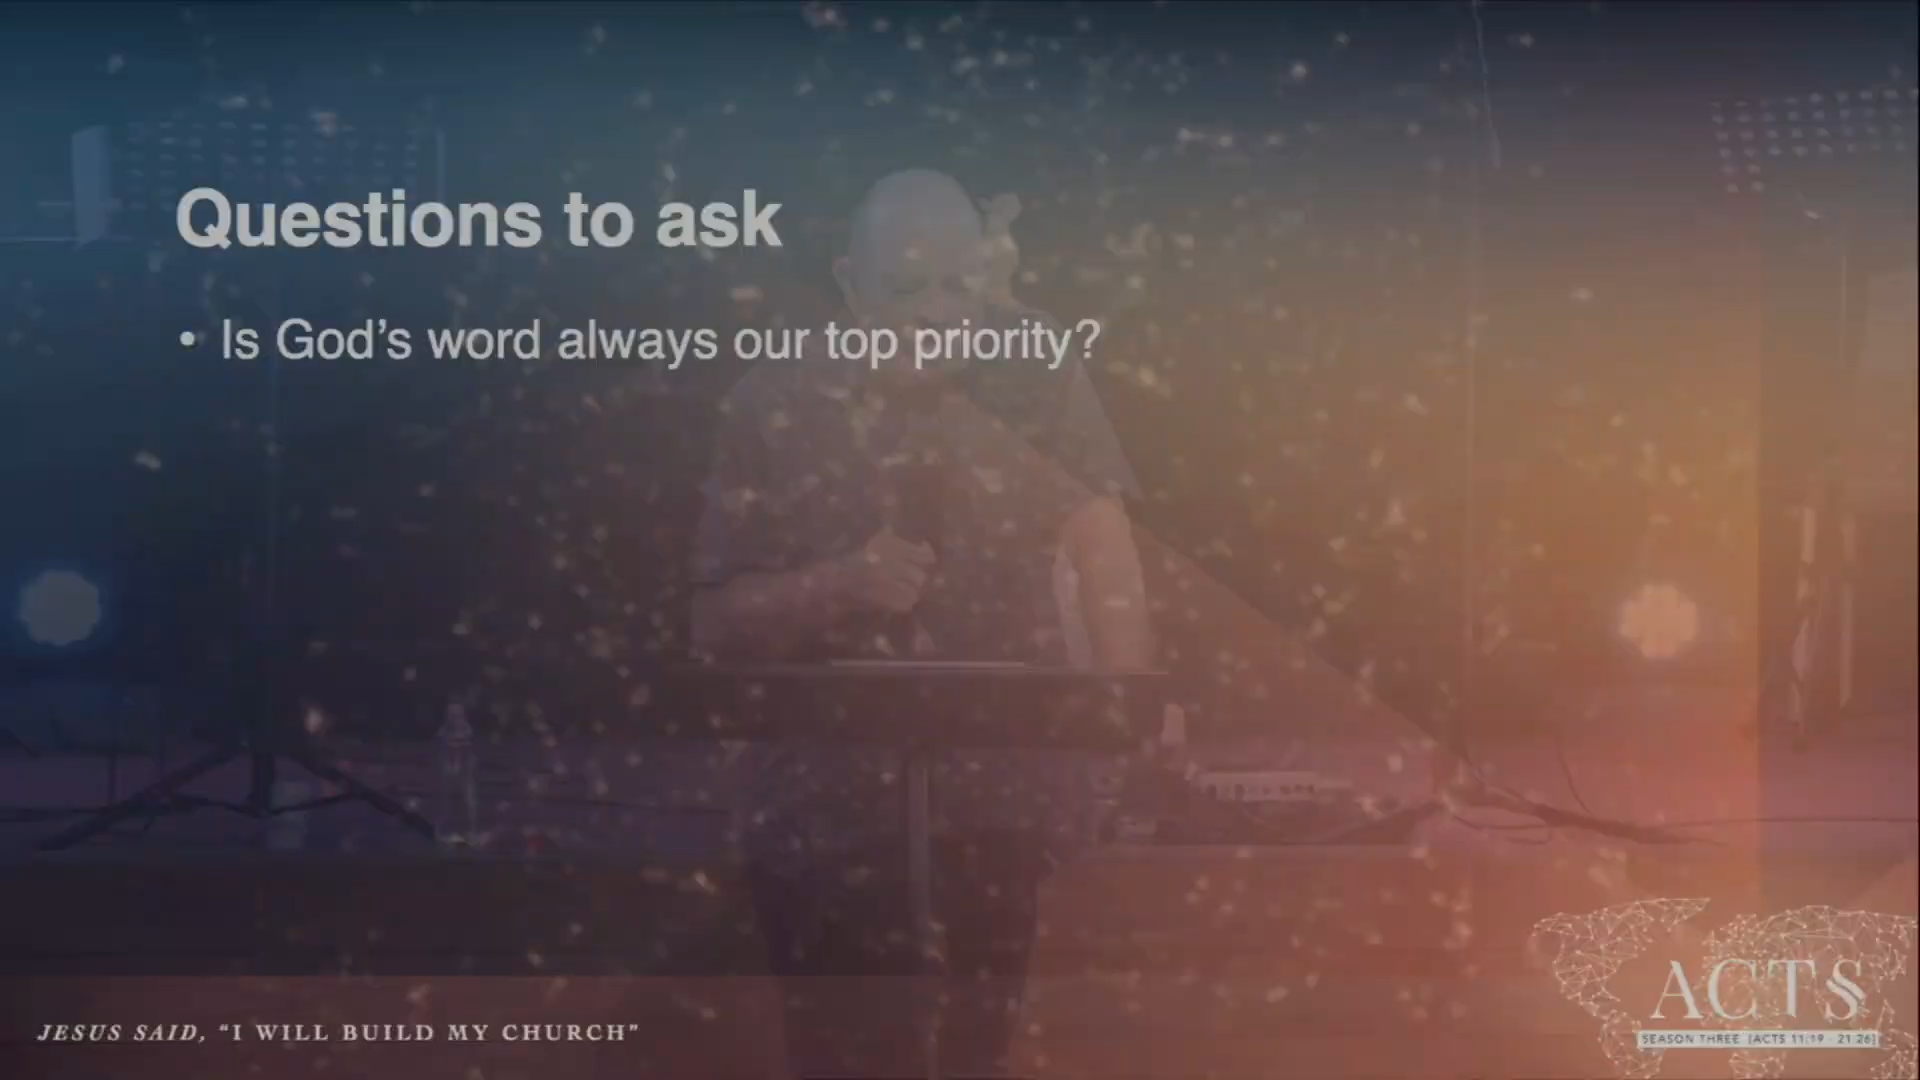 Questions to ask
• Is God’s word always our top priority?
JESUS SAID, “I WILL BUILD MY CHURCH”
ACTS
SEASON THREE [ACTS 11:19 - 21:26]